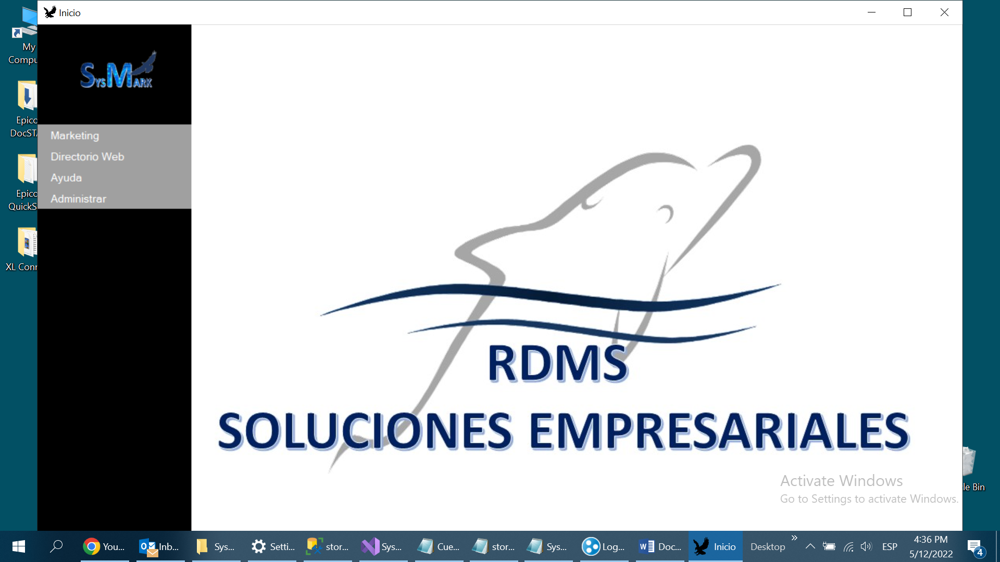 Inicio
My
Compu
Epico
DocSTA
Epico
QuickS
XL Conn
SYSMARK
Marketing
Directorio Web
Ayuda
Administrar
RDMS
SOLUCIONES EMPRESARIALES
Activate Windows
Go to Settings to activate Windows.
le Bin
You...
Inb...
Sys...
Setti...
stor...
Sys...
Cue...
stor...
Sys...
Log...
Doc...
Inicio
Desktop
ESP
4:36 PM
5/12/2022
4